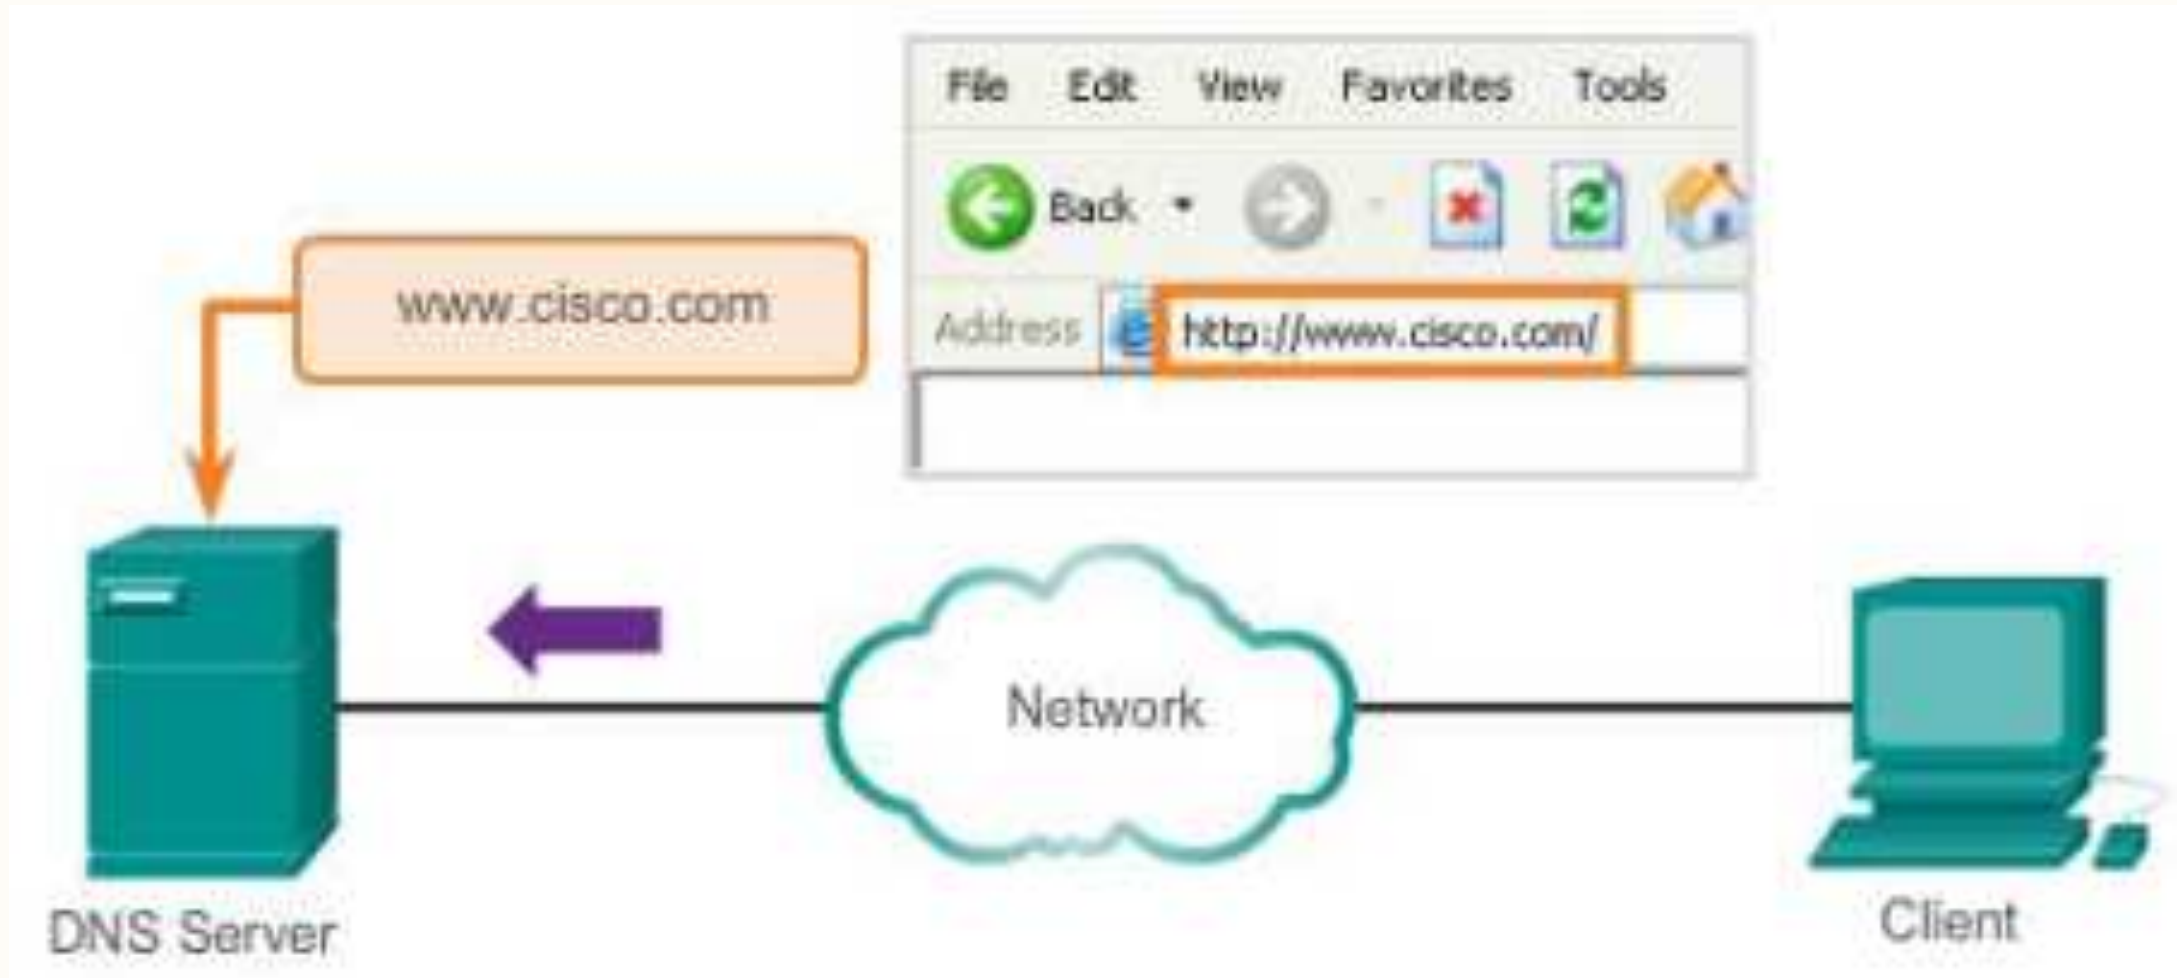 File Edit View Favorites Tools
Back
www.cisco.com
Address http://www.cisco.com/
Network
DNS Server
Client